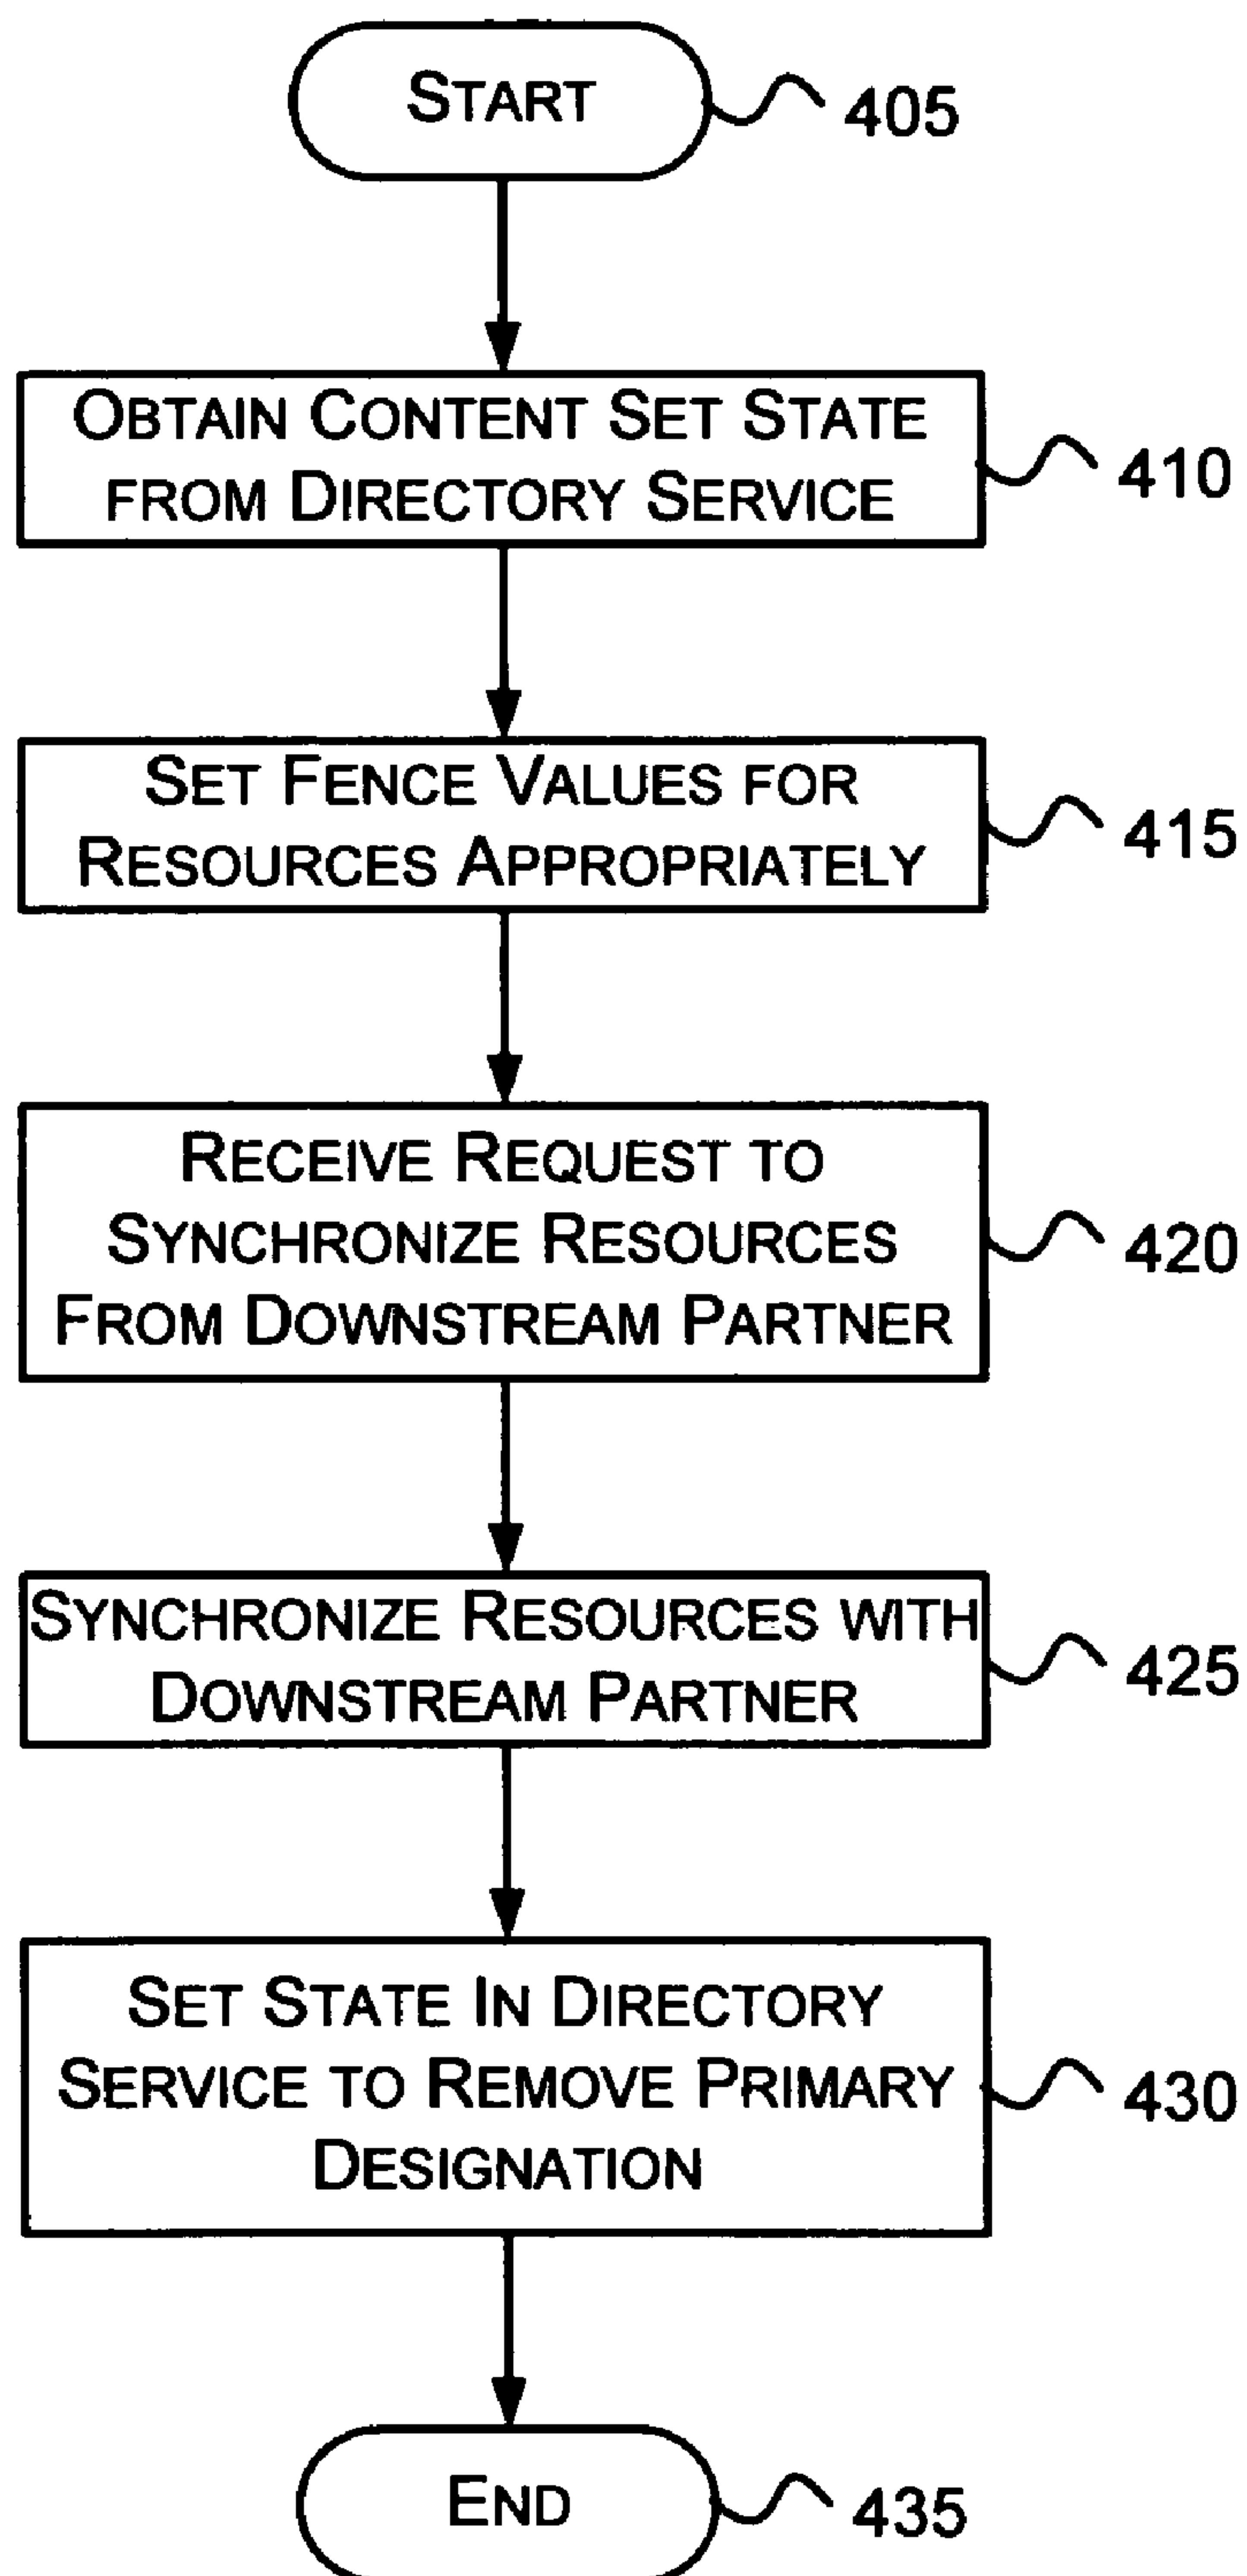 START
405
OBTAIN CONTENT SET STATE
FROM DIRECTORY SERVICE
410
SET FENCE VALUES FOR
RESOURCES APPROPRIATELY
415
RECEIVE REQUEST TO
SYNCHRONIZE RESOURCES
FROM DOWNSTREAM PARTNER
420
SYNCHRONIZE RESOURCES WITH
DOWNSTREAM PARTNER
425
SET STATE IN DIRECTORY
SERVICE TO REMOVE PRIMARY
DESIGNATION
430
END
435